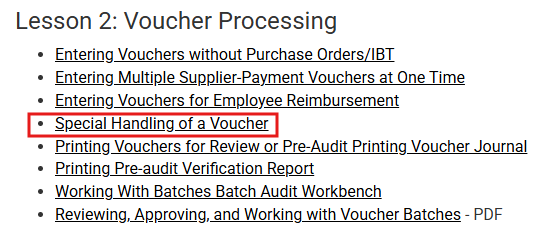 Lesson 2: Voucher Processing
Entering Vouchers without Purchase Orders/IBT
Entering Multiple Supplier-Payment Vouchers at One Time
Entering Vouchers for Employee Reimbursement
Special Handling of a Voucher
Printing Vouchers for Review or Pre-Audit Printing Voucher Journal
Printing Pre-audit Verification Report
Working With Batches Batch Audit Workbench
Reviewing, Approving, and Working with Voucher Batches - PDF